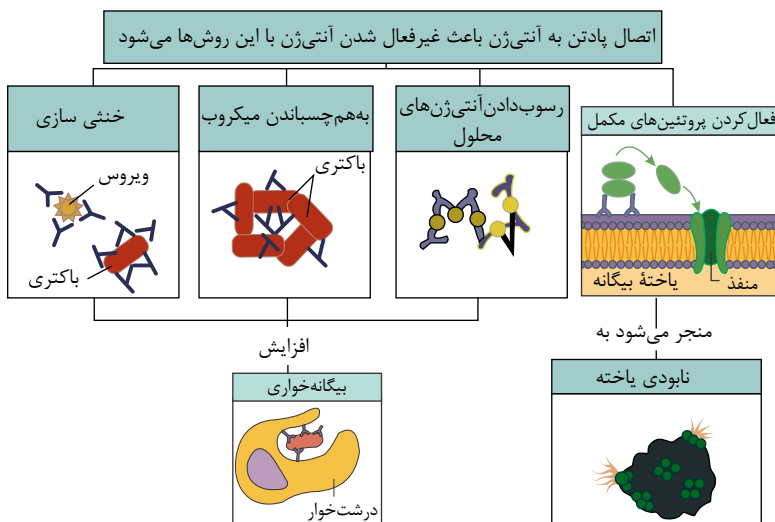 اتصال پادتن به آنتی‌ژن باعث غیرفعال شدن آنتی‌ژن با این روش‌ها می‌شود
فعال‌کردن پروتئین‌های مکمل
رسوب‌دادن‌آنتی‌ژن‌های
محلول
به‌هم‌چسباندن میکروب
خنثی سازی
باکتری
ویروس
باکتری
یاختهٔ بیگانه
منفذ
منجر می‌شود به
افزایش
نابودی یاخته
بیگانه‌خواری
درشت‌خوار